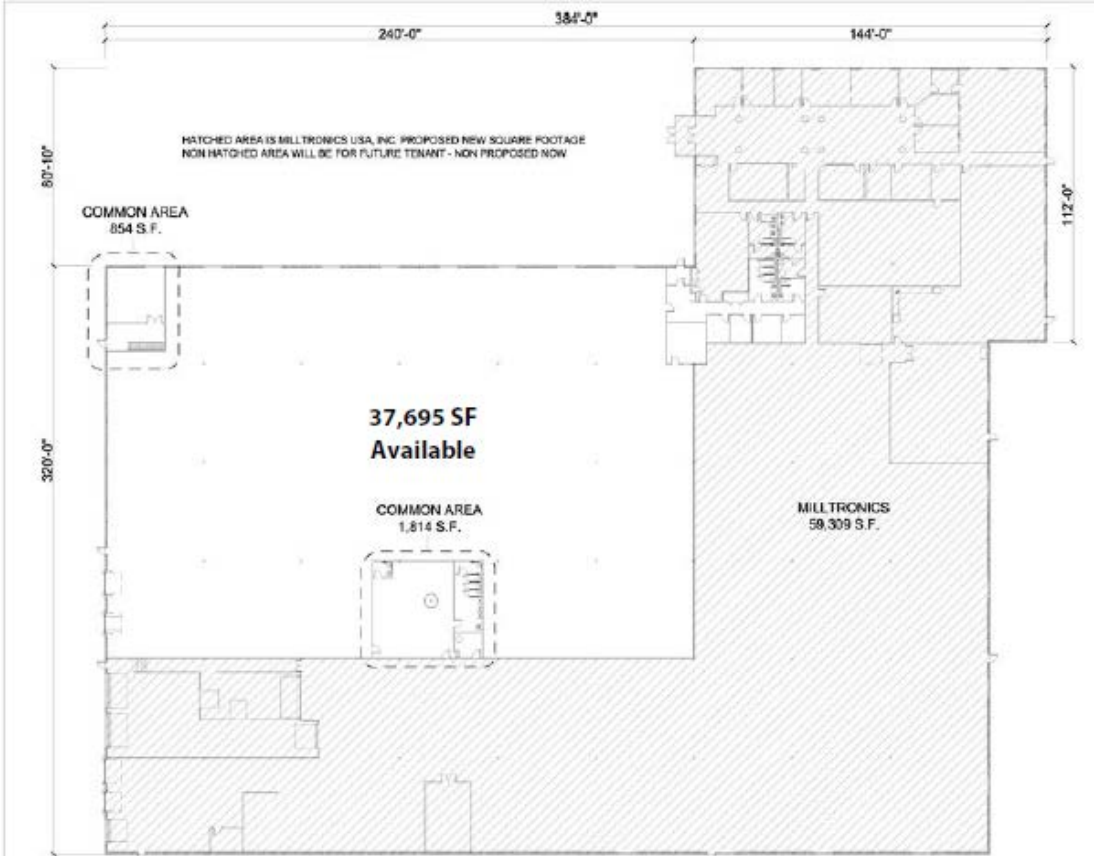 384'-0"
240'-0"
144'-0"
HATCHED AREA IS MILLTRONICS USA, INC. PROPOSED NEW SQUARE FOOTAGE
NON HATCHED AREA WILL BE FOR FUTURE TENANT - NON PROPOSED NOW
80'-10"
112'-0"
COMMON AREA
854 S.F.
320'-0"
37,695 SF
Available
COMMON AREA
1,814 S.F.
MILLTRONICS
59,309 S.F.